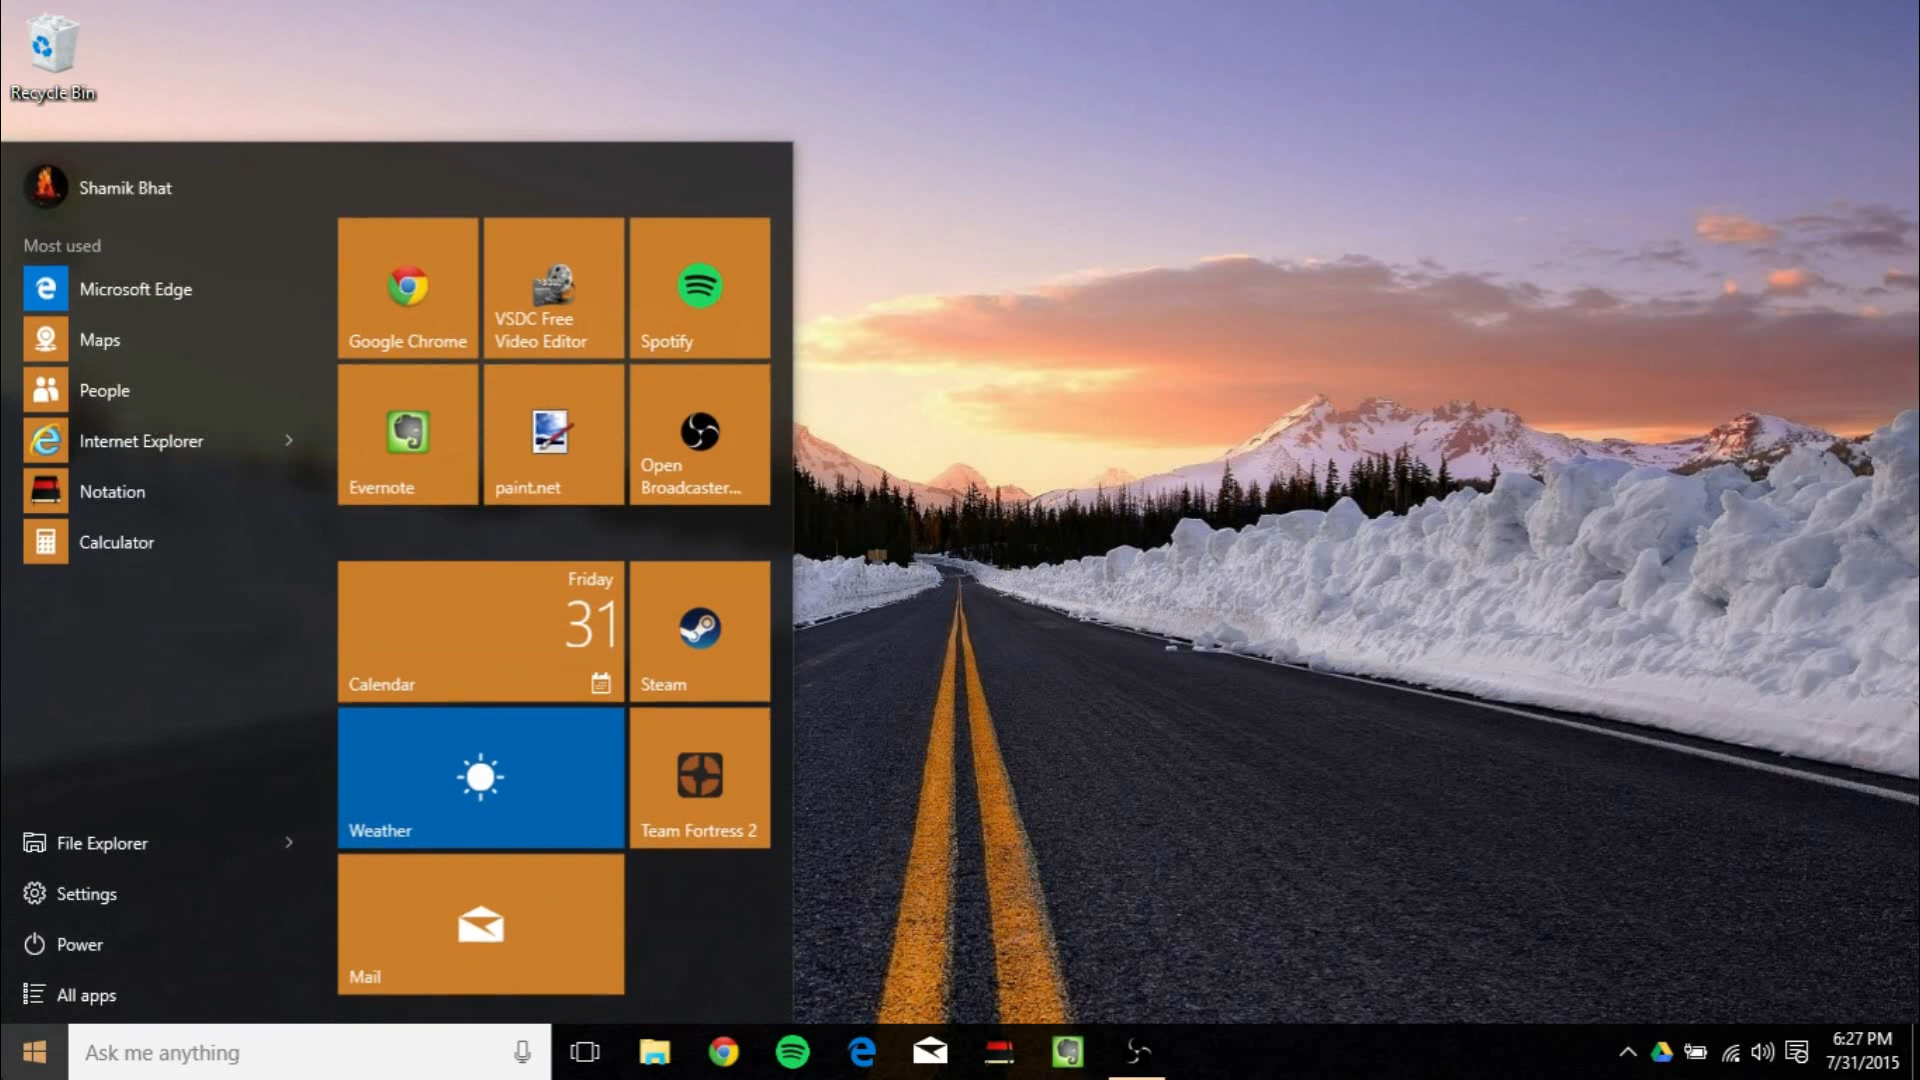 Recycle Bin
Shamik Bhat
Most used
Microsoft Edge
Maps
People
Internet Explorer
Notation
Calculator
File Explorer
Settings
Power
All apps
Google Chrome
VSDC Free
Video Editor
Spotify
Evernote
paint.net
Open
Broadcaster...
Friday
31
Calendar
Steam
Weather
Team Fortress 2
Mail
Ask me anything
6:27 PM
7/31/2015